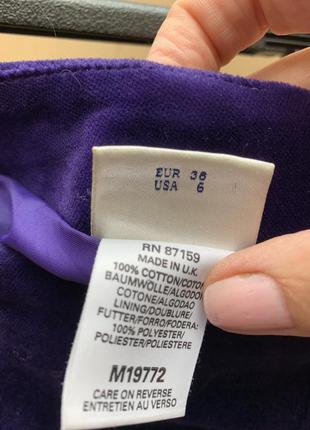 EUR 36
USA 6
RN 87159
MADE IN U.K.
100% COTTON/COTON
BAUMWOLLE/ALGODON
COTONE/ALGODAO
LINING/DOUBLURE/
FUTTER/FORRO/FODERA:
100% POLYESTER/
POLIESTER/POLIESTERE
M19772
CARE ON REVERSE
ENTRETIEN AU VERSO